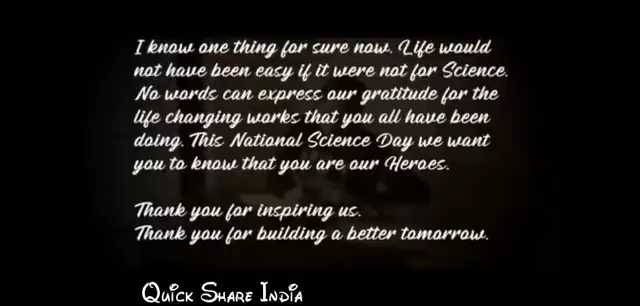 I know one thing for sure now. Life would
not have been easy if it were not for Science.
No words can express our gratitude for the
life changing works that you all have been
doing. This National Science Day we want
you to know that you are our Heroes.
Thank you for inspiring us.
Thank you for building a better tomorrow.
Quick Share India